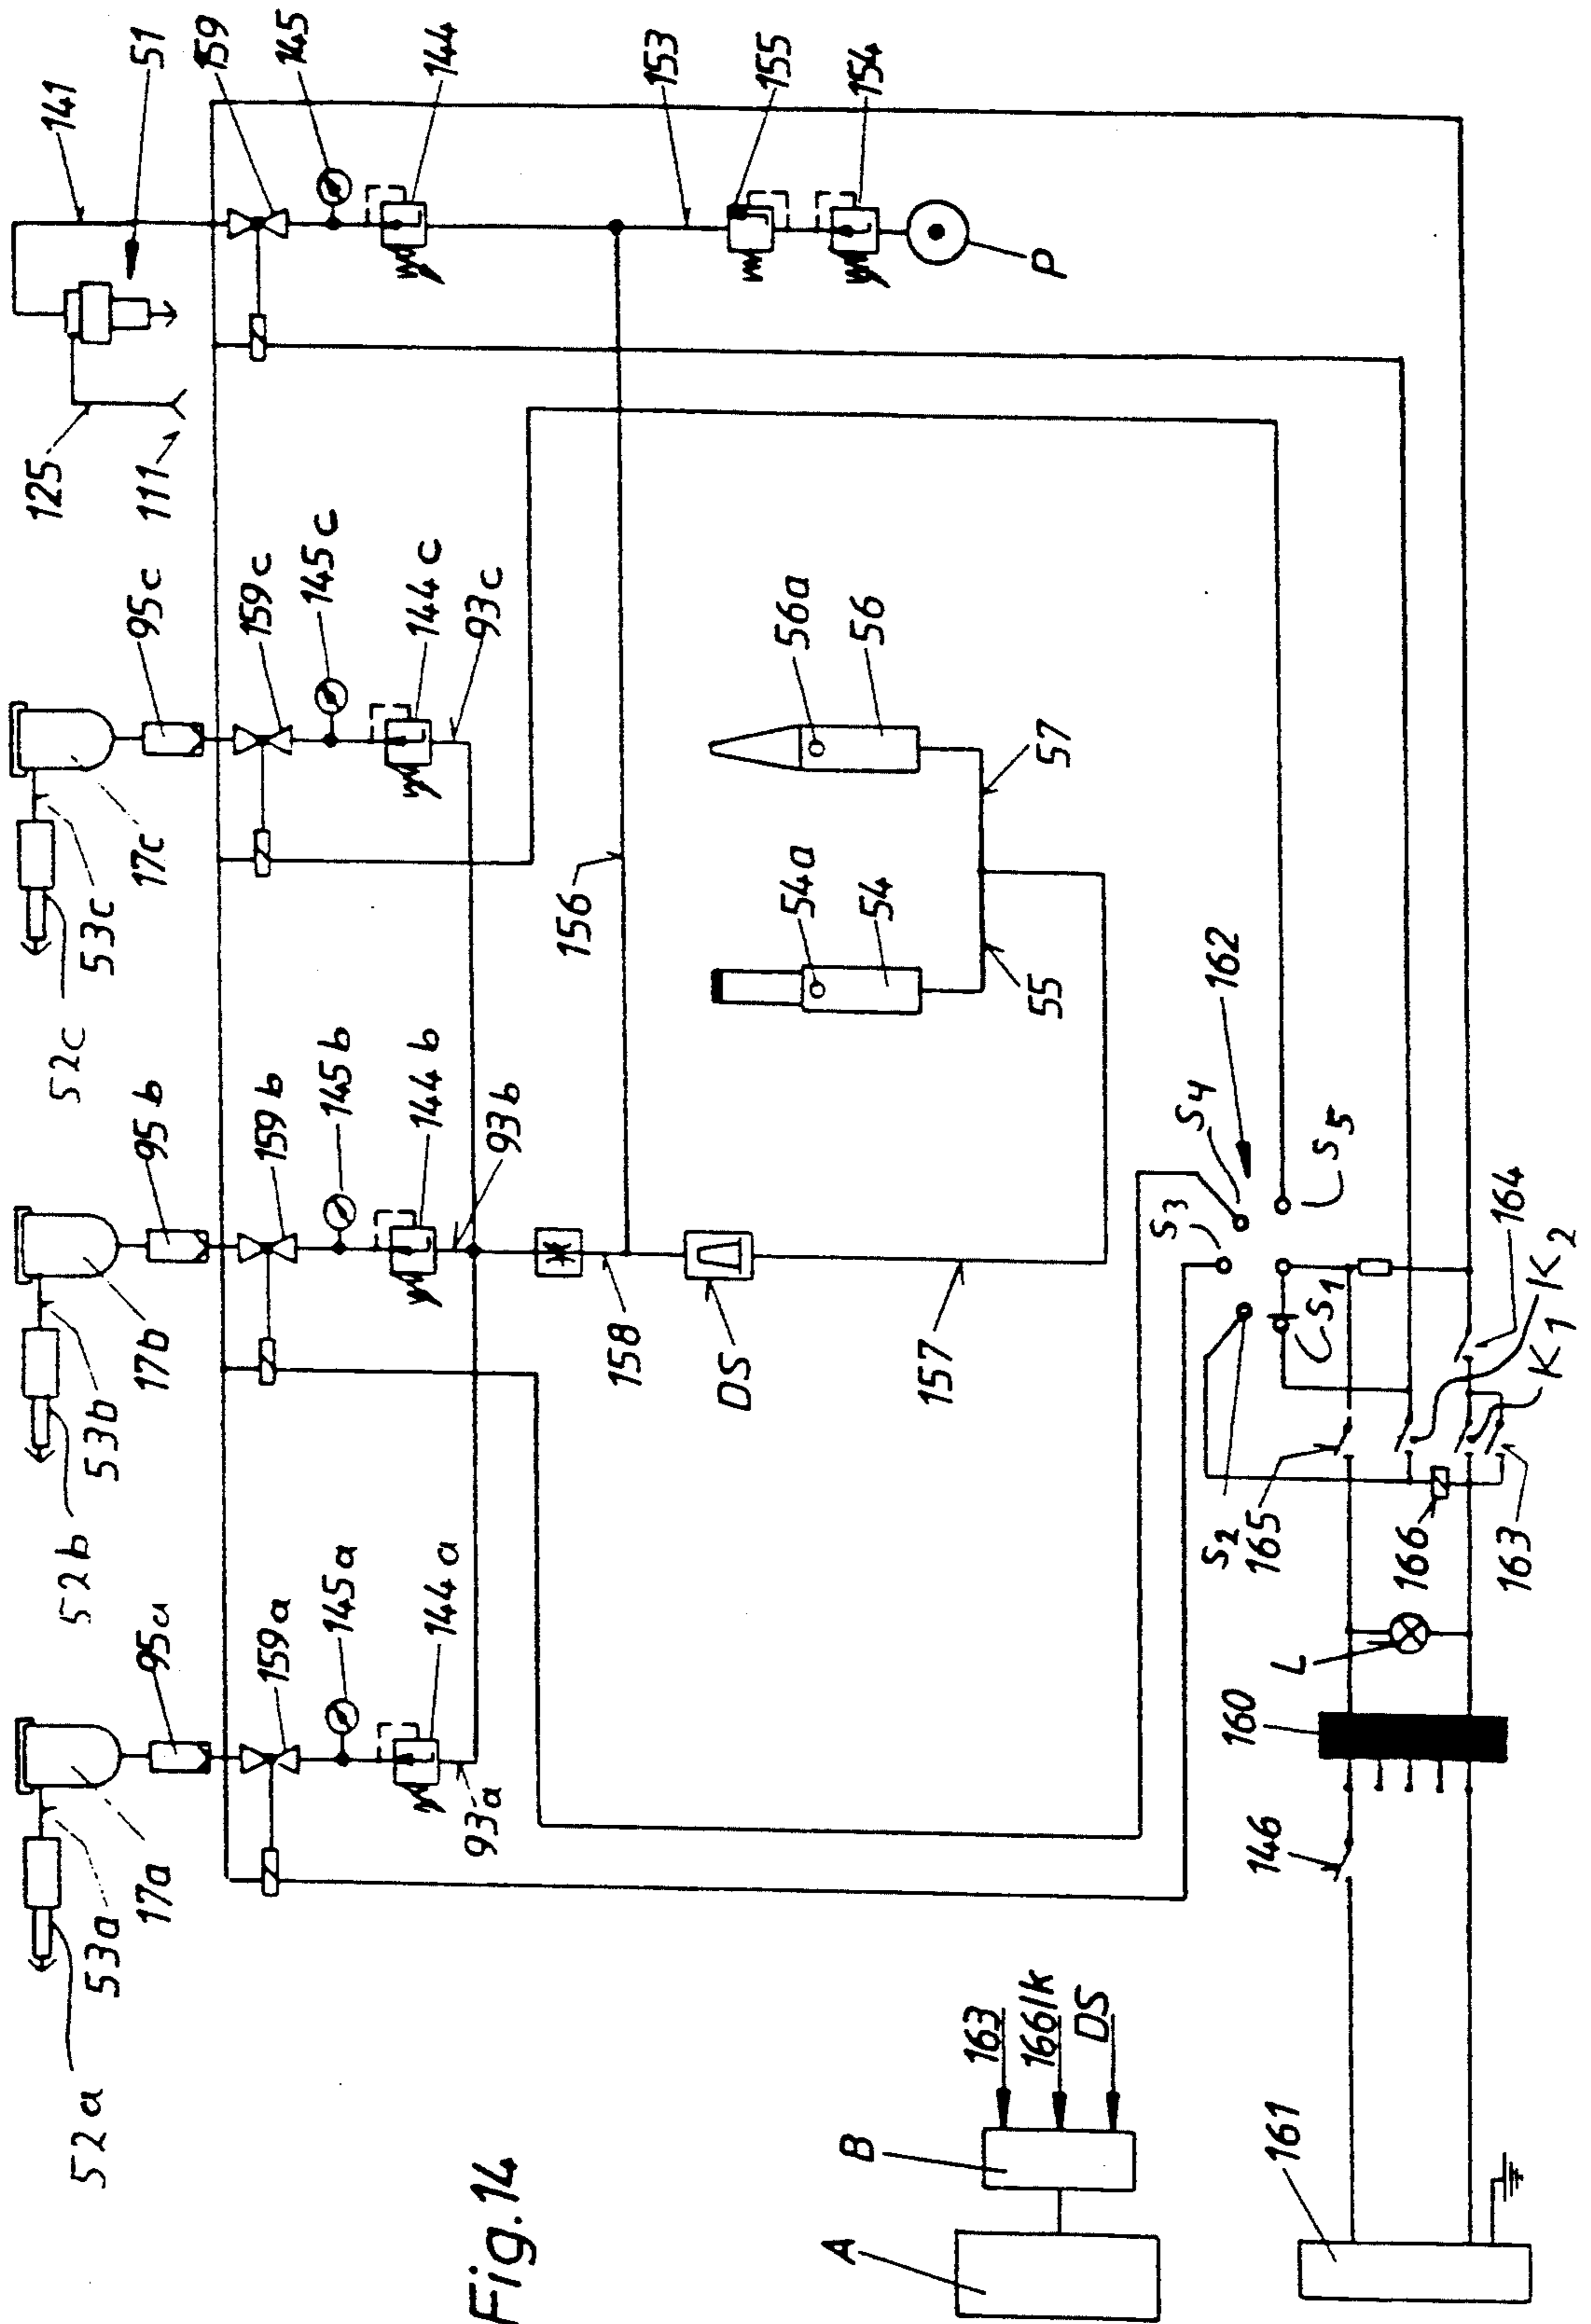 52a
53a
17a
95a
159a
145a
144a
93a
52b
53b
17b
95b
159b
145b
144b
93b
52c
53c
17c
95c
159c
145c
144c
93c
125
111
141
51
159
145
144
153
155
154
P
156
158
DS
157
54a
54
55
56a
56
57
Fig.14
A
B
163
166/k
DS
161
146
160
L
166
163
165
S2
S3
S4
162
S5
S1
164
K2
K1